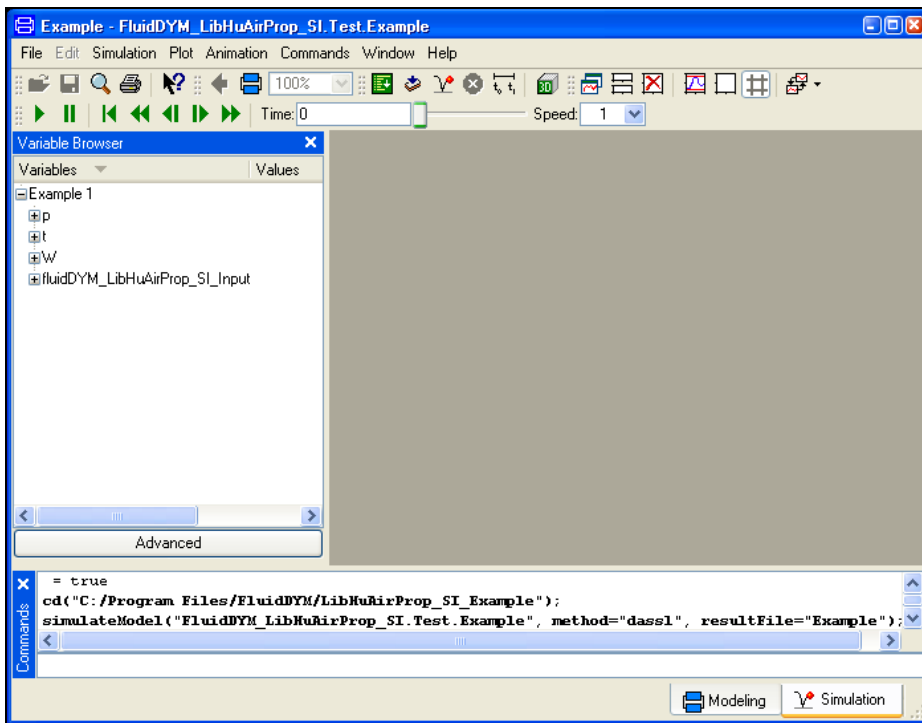 Example - FluidDYM_LibHuAirProp_SI.Test.Example
File Edit Simulation Plot Animation Commands Window Help
100% 3D
Time: 0 Speed: 1
Variable Browser
Variables Values
Example 1
p
t
W
fluidDYM_LibHuAirProp_SI_Input
Advanced
Commands
= true
cd("C:/Program Files/FluidDYM/LibHuAirProp_SI_Example");
simulateModel("FluidDYM_LibHuAirProp_SI.Test.Example", method="dassl", resultFile="Example");
Modeling Simulation